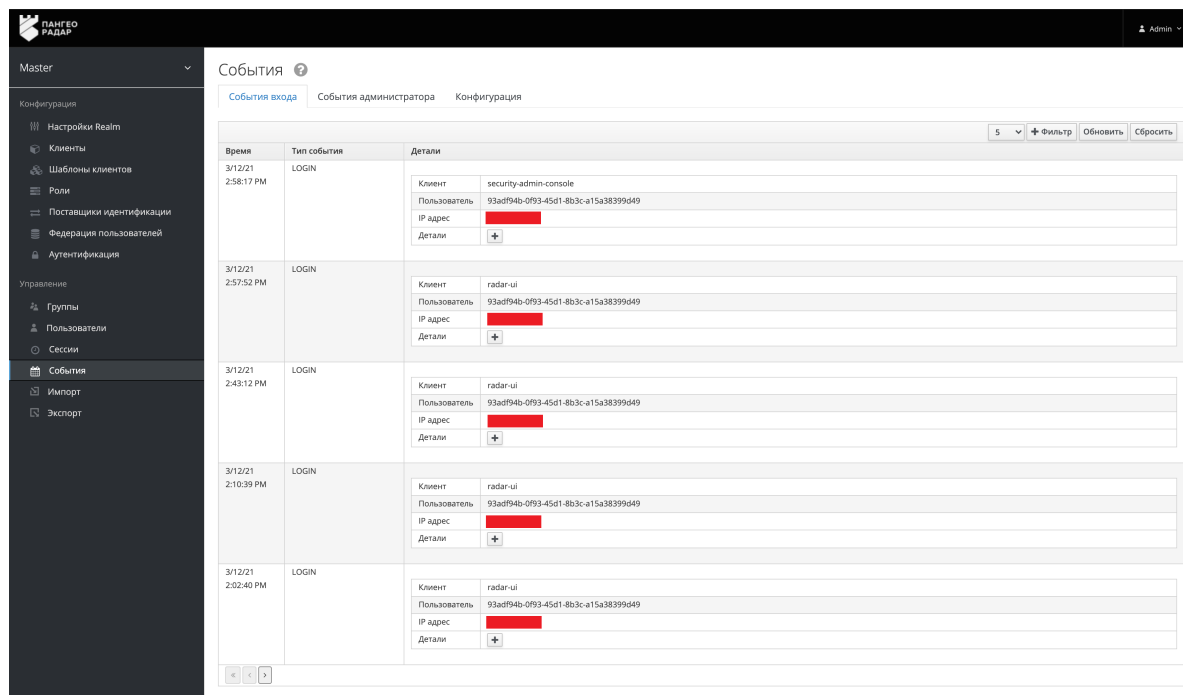 ПАНГЕО
РАДАР
Admin
Master
Конфигурация
Настройки Realm
Клиенты
Шаблоны клиентов
Роли
Поставщики идентификации
Федерация пользователей
Аутентификация
Управление
Группы
Пользователи
Сессии
События
Импорт
Экспорт
События ?
События входа События администратора Конфигурация
5 + Фильтр Обновить Сбросить
Время Тип события Детали
3/12/21 LOGIN
2:58:17 PM
Клиент security-admin-console
Пользователь 93adf94b-0f93-45d1-8b3c-a15a38399d49
IP адрес
Детали +
3/12/21 LOGIN
2:57:52 PM
Клиент radar-ui
Пользователь 93adf94b-0f93-45d1-8b3c-a15a38399d49
IP адрес
Детали +
3/12/21 LOGIN
2:43:12 PM
Клиент radar-ui
Пользователь 93adf94b-0f93-45d1-8b3c-a15a38399d49
IP адрес
Детали +
3/12/21 LOGIN
2:10:39 PM
Клиент radar-ui
Пользователь 93adf94b-0f93-45d1-8b3c-a15a38399d49
IP адрес
Детали +
3/12/21 LOGIN
2:02:40 PM
Клиент radar-ui
Пользователь 93adf94b-0f93-45d1-8b3c-a15a38399d49
IP адрес
Детали +
« ‹ ›